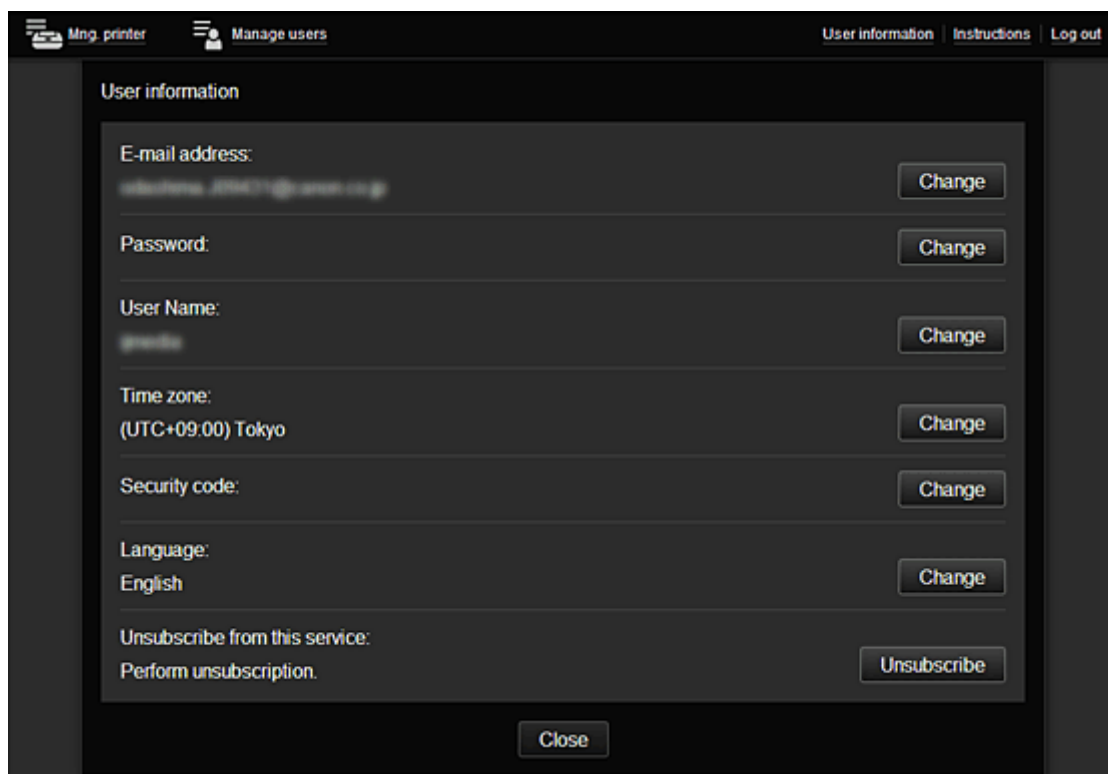 Mng. printer Manage users User information Instructions Log out
User information
E-mail address:
Change
Password:
Change
User Name:
Change
Time zone:
(UTC+09:00) Tokyo
Change
Security code:
Change
Language:
English
Change
Unsubscribe from this service:
Perform unsubscription.
Unsubscribe
Close